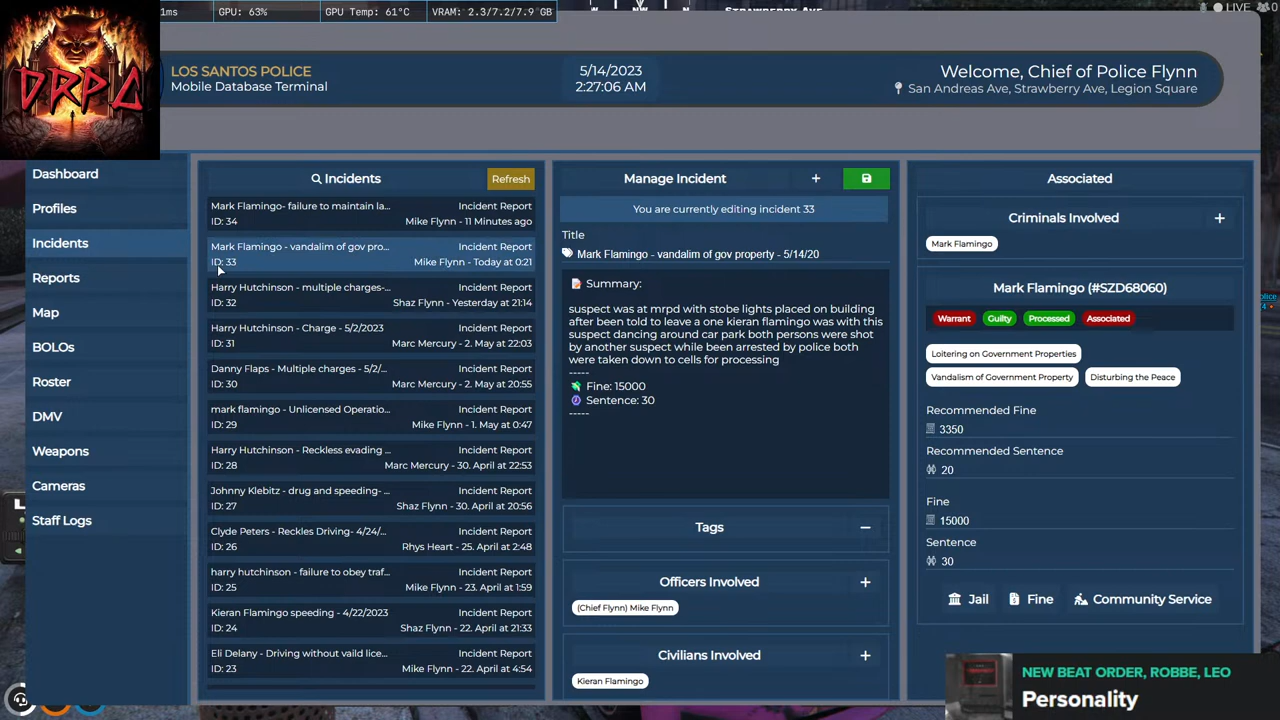 1ms
GPU: 63%
GPU Temp: 61°C
VRAM: 2.3/7.2/7.9 GB
W N
STRAWBERRY AVE
LIVE 0
DRPC
LOS SANTOS POLICE
Mobile Database Terminal
5/14/2023
2:27:06 AM
Welcome, Chief of Police Flynn
San Andreas Ave, Strawberry Ave, Legion Square
Dashboard
Profiles
Incidents
Reports
Map
BOLOs
Roster
DMV
Weapons
Cameras
Staff Logs
Incidents
Refresh
Mark Flamingo- failure to maintain la... Incident Report
ID: 34 Mike Flynn - 11 Minutes ago
Mark Flamingo - vandalim of gov pro... Incident Report
ID: 33 Mike Flynn - Today at 0:21
Harry Hutchinson - multiple charges-... Incident Report
ID: 32 Shaz Flynn - Yesterday at 21:14
Harry Hutchinson - Charge - 5/2/2023 Incident Report
ID: 31 Marc Mercury - 2. May at 22:03
Danny Flaps - Multiple charges - 5/2/... Incident Report
ID: 30 Marc Mercury - 2. May at 20:55
mark flamingo - Unlicensed Operatio... Incident Report
ID: 29 Mike Flynn - 1. May at 0:47
Harry Hutchinson - Reckless evading ... Incident Report
ID: 28 Marc Mercury - 30. April at 22:53
Johnny Klebitz - drug and speeding- ... Incident Report
ID: 27 Shaz Flynn - 30. April at 20:56
Clyde Peters - Reckles Driving- 4/24/... Incident Report
ID: 26 Rhys Heart - 25. April at 2:48
harry hutchinson - failure to obey traf... Incident Report
ID: 25 Mike Flynn - 23. April at 1:59
Kieran Flamingo speeding - 4/22/2023 Incident Report
ID: 24 Shaz Flynn - 22. April at 21:33
Eli Delany - Driving without vaild lice... Incident Report
ID: 23 Mike Flynn - 22. April at 4:54
Manage Incident
You are currently editing incident 33
Title
Mark Flamingo - vandalim of gov property - 5/14/20
Summary:
suspect was at mrpd with stobe lights placed on building
after been told to leave a one kieran flamingo was with this
suspect dancing around car park both persons were shot
by another suspect while been arrested by police both
were taken down to cells for processing
-----
Fine: 15000
Sentence: 30
-----
Tags
Officers Involved
(Chief Flynn) Mike Flynn
Civilians Involved
Kieran Flamingo
Associated
Criminals Involved
Mark Flamingo
Mark Flamingo (#SZD68060)
Warrant Guilty Processed Associated
Loitering on Government Properties
Vandalism of Government Property Disturbing the Peace
Recommended Fine
3350
Recommended Sentence
20
Fine
15000
Sentence
30
Jail Fine Community Service
NEW BEAT ORDER, ROBBE, LEO
Personality